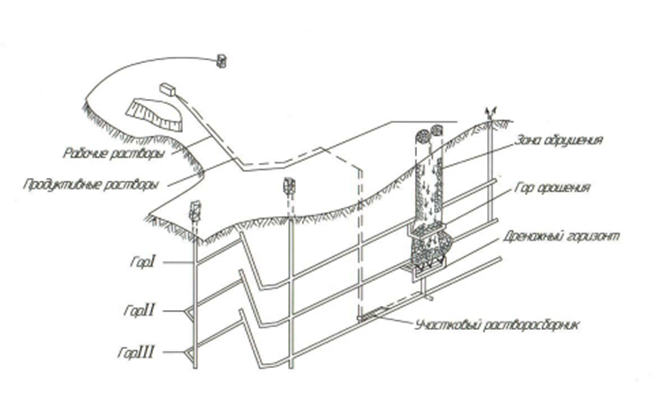 Рабочие растворы
Продуктивные растворы
Зона обрушения
Гор орошения
Дренажный горизонт
ГорI
ГорII
Участковый растворосборник
ГорIII